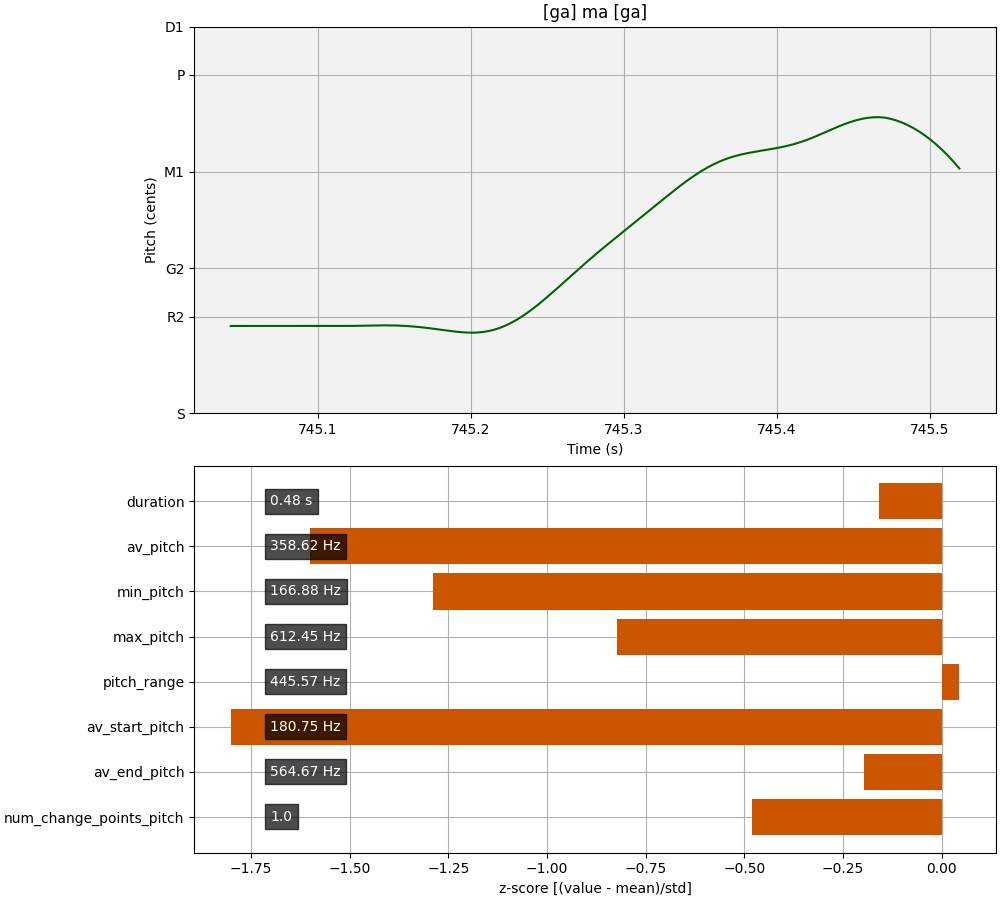 [ga] ma [ga]
D1
P
M1
G2
R2
S
Pitch (cents)
745.1 745.2 745.3 745.4 745.5
Time (s)
duration 0.48 s
av_pitch 358.62 Hz
min_pitch 166.88 Hz
max_pitch 612.45 Hz
pitch_range 445.57 Hz
av_start_pitch 180.75 Hz
av_end_pitch 564.67 Hz
num_change_points_pitch 1.0
−1.75 −1.50 −1.25 −1.00 −0.75 −0.50 −0.25 0.00
z-score [(value - mean)/std]